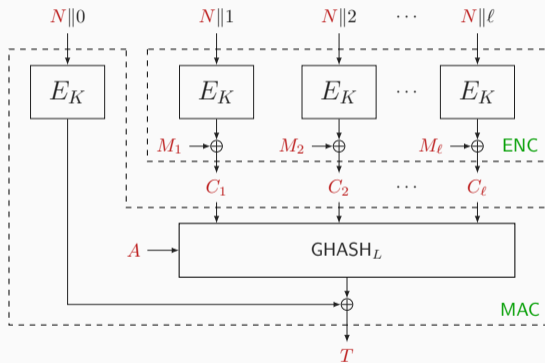 N‖0 N‖1 N‖2 ··· N‖ℓ
E_K E_K E_K ··· E_K
M_1 M_2 M_ℓ ENC
C_1 C_2 ··· C_ℓ
A GHASH_L
MAC
T